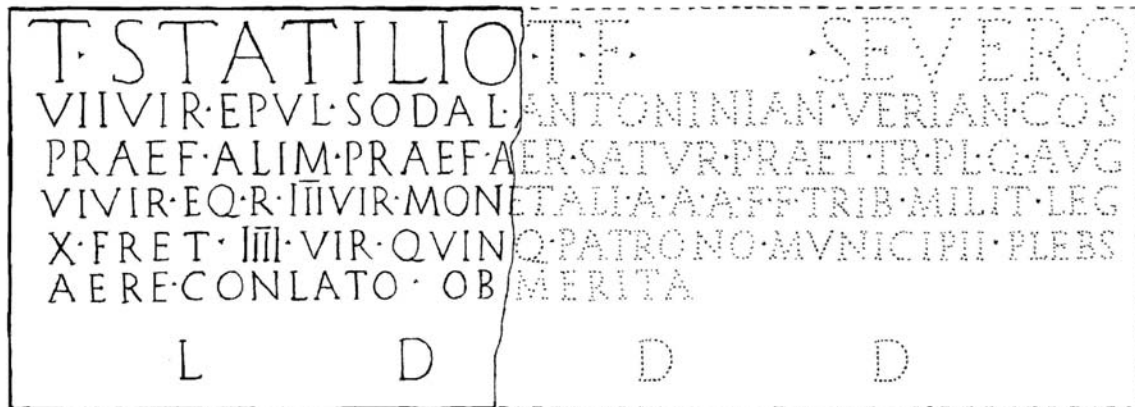 T·STATILIO·T·F· · SEVERO
VIIVIR·EPVL·SODAL·ANTONINIAN·VERIAN·COS
PRAEF·ALIM·PRAEF·AER·SATVR·PRAET·TR·PL·Q·AVG
VIVIR·EQ·R·IIIVIR·MONETALI·A·A·A·F·F·TRIB·MILIT·LEG
X·FRET·IIII·VIR·QVINQ·PATRONO·MVNICIPII·PLEBS
AERE·CONLATO·OB MERITA
L D D D